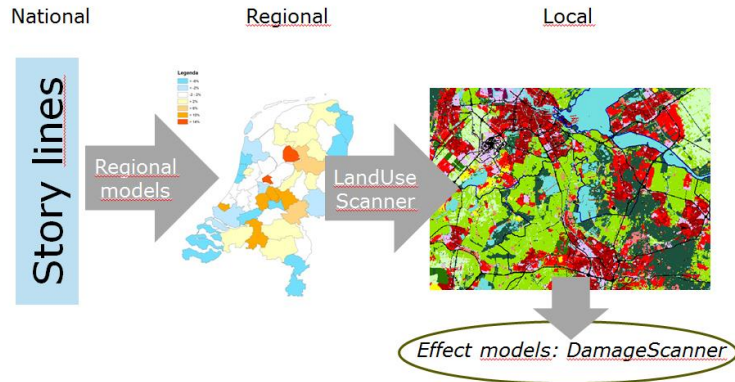 National
Regional
Local
Story lines
Legenda
Regional
models
LandUse
Scanner
Effect models: DamageScanner